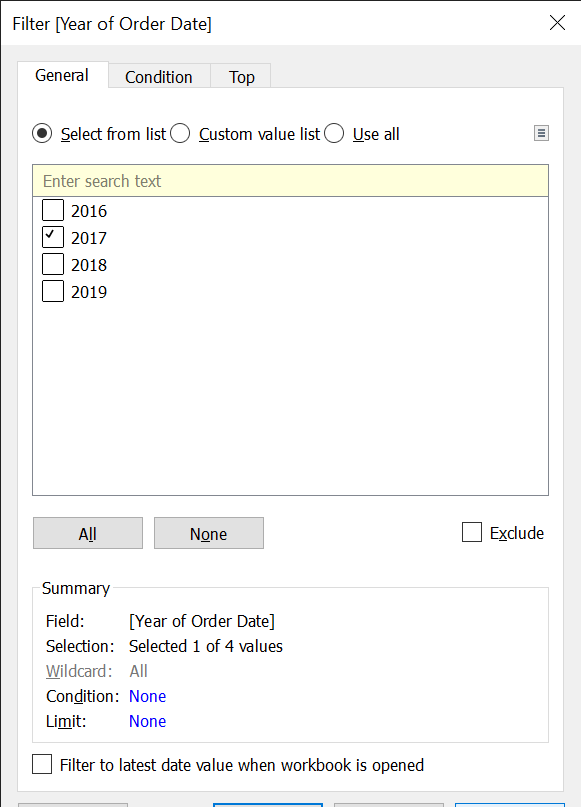 Filter [Year of Order Date]
General Condition Top
Select from list Custom value list Use all
Enter search text
2016
2017
2018
2019
All None Exclude
Summary
Field: [Year of Order Date]
Selection: Selected 1 of 4 values
Wildcard: All
Condition: None
Limit: None
Filter to latest date value when workbook is opened